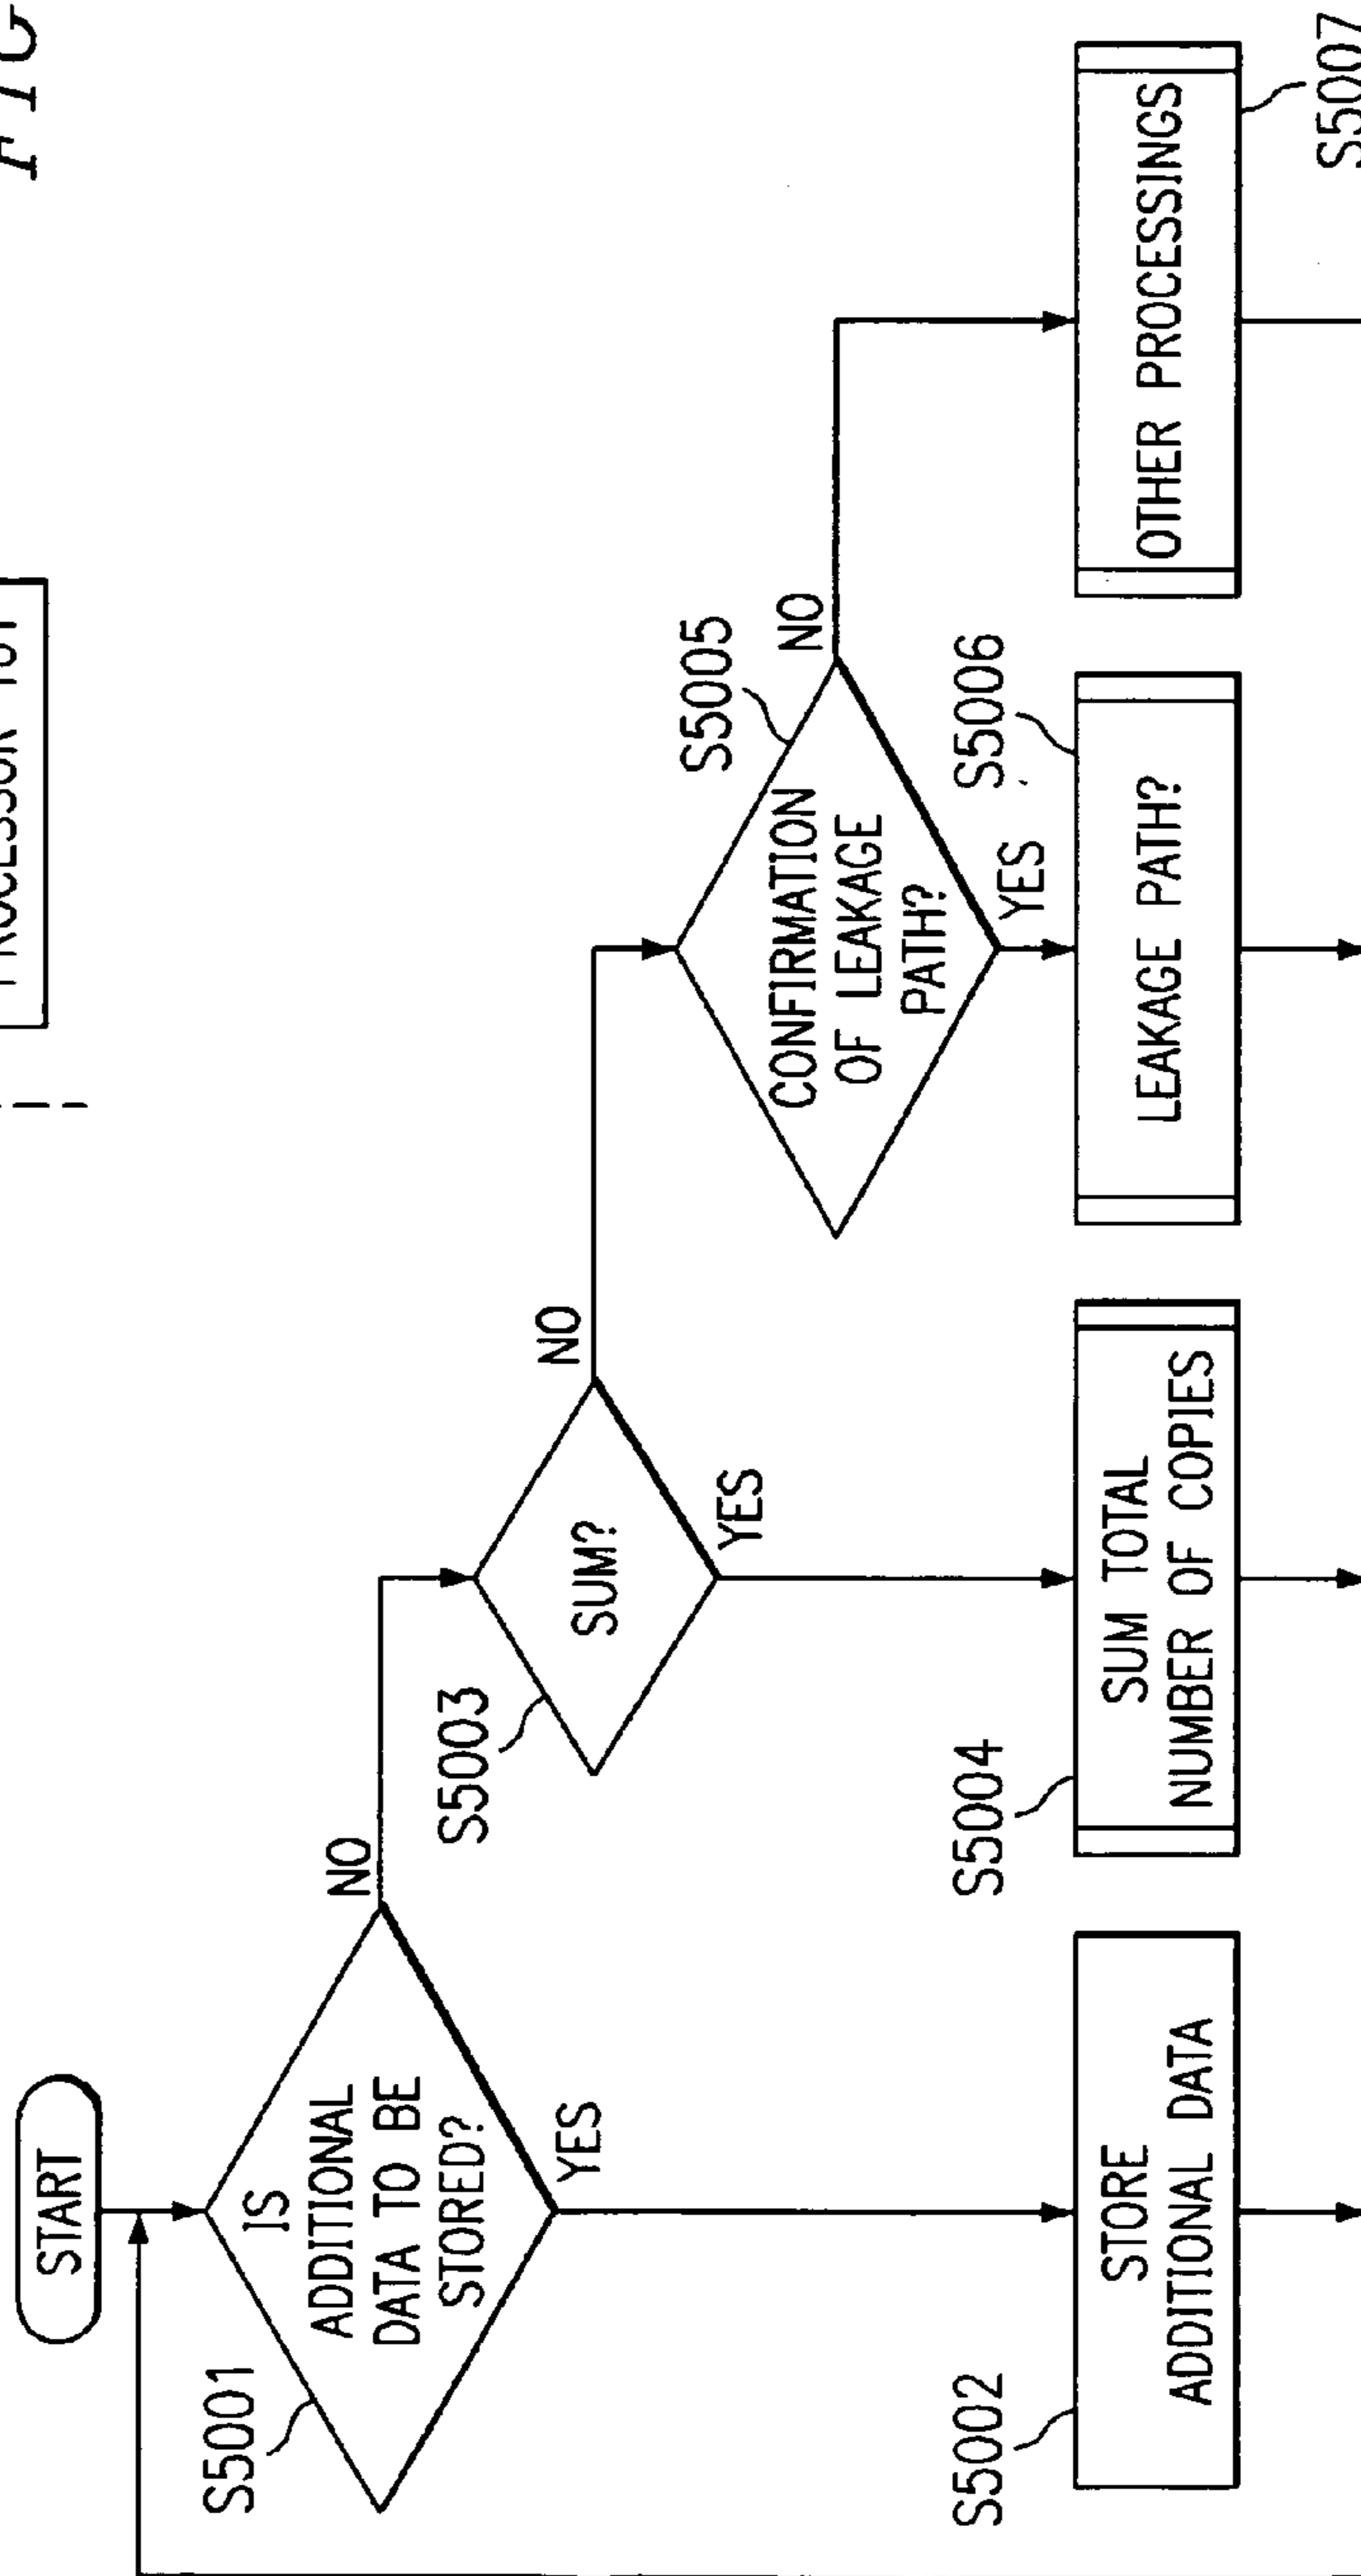 FIG
START
S5001
IS
ADDITIONAL
DATA TO BE
STORED?
NO
YES
S5003
SUM?
NO
YES
S5005
CONFIRMATION
OF LEAKAGE
PATH?
NO
YES
S5002
STORE
ADDITIONAL DATA
S5004
SUM TOTAL
NUMBER OF COPIES
S5006
LEAKAGE PATH?
OTHER PROCESSINGS
S5007